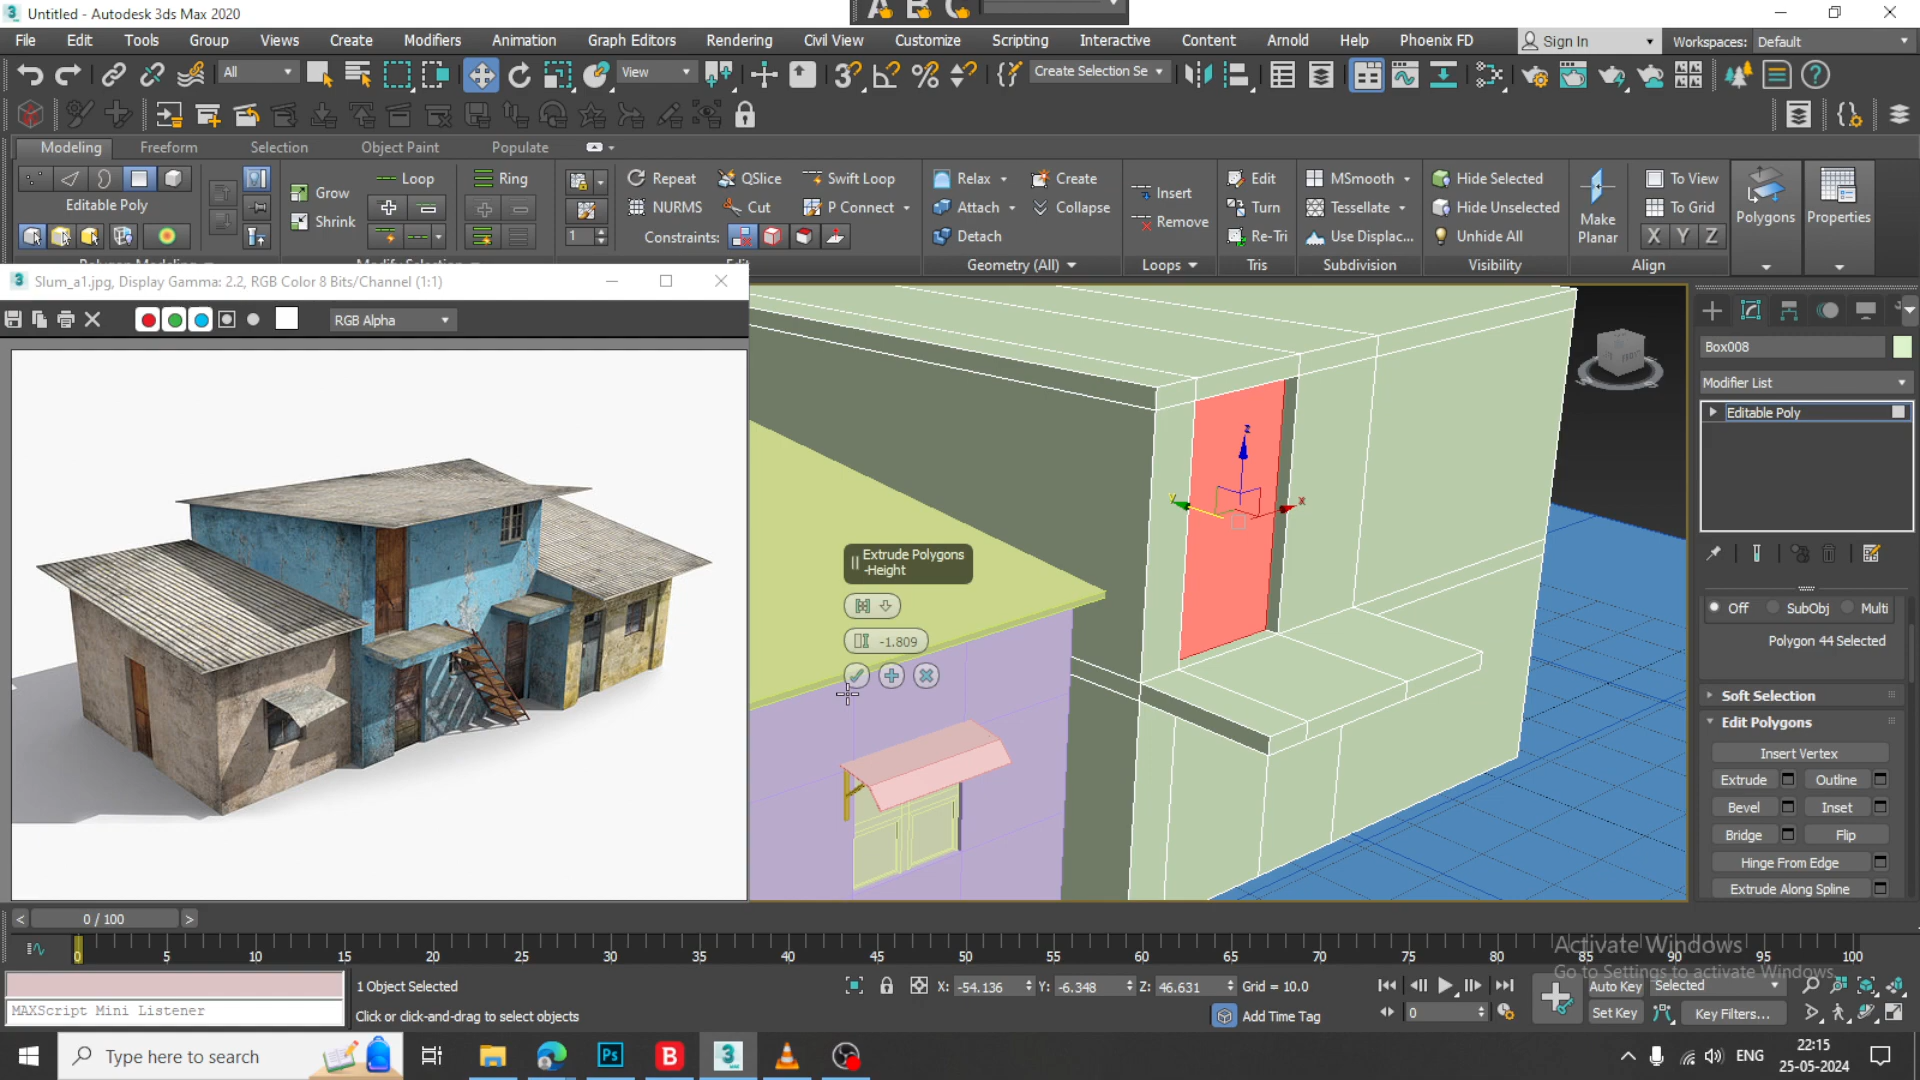 Untitled - Autodesk 3ds Max 2020
File Edit Tools Group Views Create Modifiers Animation Graph Editors Rendering Civil View Customize Scripting Interactive Content Arnold Help Phoenix FD Sign In Workspaces: Default
All View Create Selection Se
Modeling Freeform Selection Object Paint Populate
Loop Ring Repeat QSlice Swift Loop Relax Create Insert Edit MSmooth Hide Selected To View
Grow Shrink NURMS Cut P Connect Attach Collapse Remove Turn Tessellate Hide Unselected To Grid
Editable Poly
1 Constraints: Detach Re-Tri Use Displac... Unhide All Make Planar X Y Z
Polygons Properties
Geometry (All) Loops Tris Subdivision Visibility Align
Slum_a1.jpg, Display Gamma: 2.2, RGB Color 8 Bits/Channel (1:1)
RGB Alpha
Extrude Polygons
-Height
-1.809
z
y
x
Box008
Modifier List
Editable Poly
Off SubObj Multi
Polygon 44 Selected
Soft Selection
Edit Polygons
Insert Vertex
Extrude Outline
Bevel Inset
Bridge Flip
Hinge From Edge
Extrude Along Spline
< 0 / 100 >
0 5 10 15 20 25 30 35 40 45 50 55 60 65 70 75 80 85 90 95 100
Activate Windows
Go to Settings to activate Windows.
1 Object Selected X: -54.136 Y: -6.348 Z: 46.631 Grid = 10.0 Auto Key Selected
MAXScript Mini Listener Click or click-and-drag to select objects Add Time Tag 0 Set Key Key Filters...
Type here to search
Ps B 3
ENG
22:15
25-05-2024